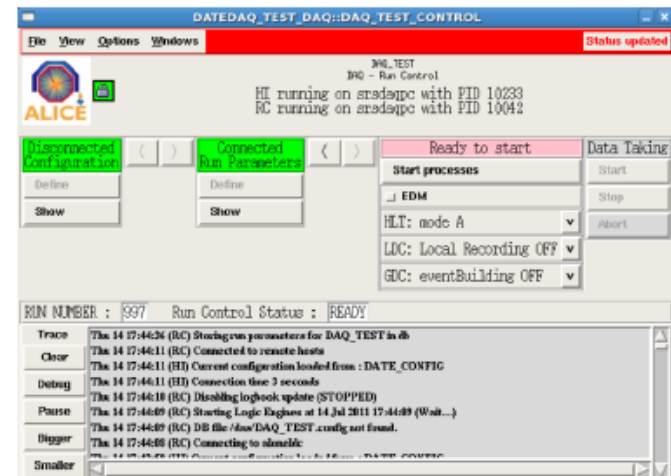 DATEDAQ_TEST_DAQ::DAQ_TEST_CONTROL
File View Options Windows
Status updated
DAQ_TEST
DAQ - Run Control
HI running on srsdaqpc with PID 10233
RC running on srsdaqpc with PID 10042
ALICE
Disconnected
Configuration
Define
Show
Connected
Run Parameters
Define
Show
Ready to start
Start processes
EDM
HLT: mode A
LDC: Local Recording OFF
GDC: eventBuilding OFF
Data Taking
Start
Stop
Abort
RUN NUMBER : 997 Run Control Status : READY
Trace
Clear
Debug
Pause
Bigger
Smaller
Thu 14 17:44:26 (RC) Storing run parameters for DAQ_TEST in db
Thu 14 17:44:11 (RC) Connected to remote hosts
Thu 14 17:44:11 (HI) Current configuration loaded from : DATE_CONFIG
Thu 14 17:44:11 (HI) Connection time 3 seconds
Thu 14 17:44:10 (RC) Disabling logbook update (STOPPED)
Thu 14 17:44:09 (RC) Starting Logic Engines at 14 Jul 2011 17:44:09 (Wait...)
Thu 14 17:44:09 (RC) DB file /das/DAQ_TEST.config not found.
Thu 14 17:44:08 (RC) Connecting to